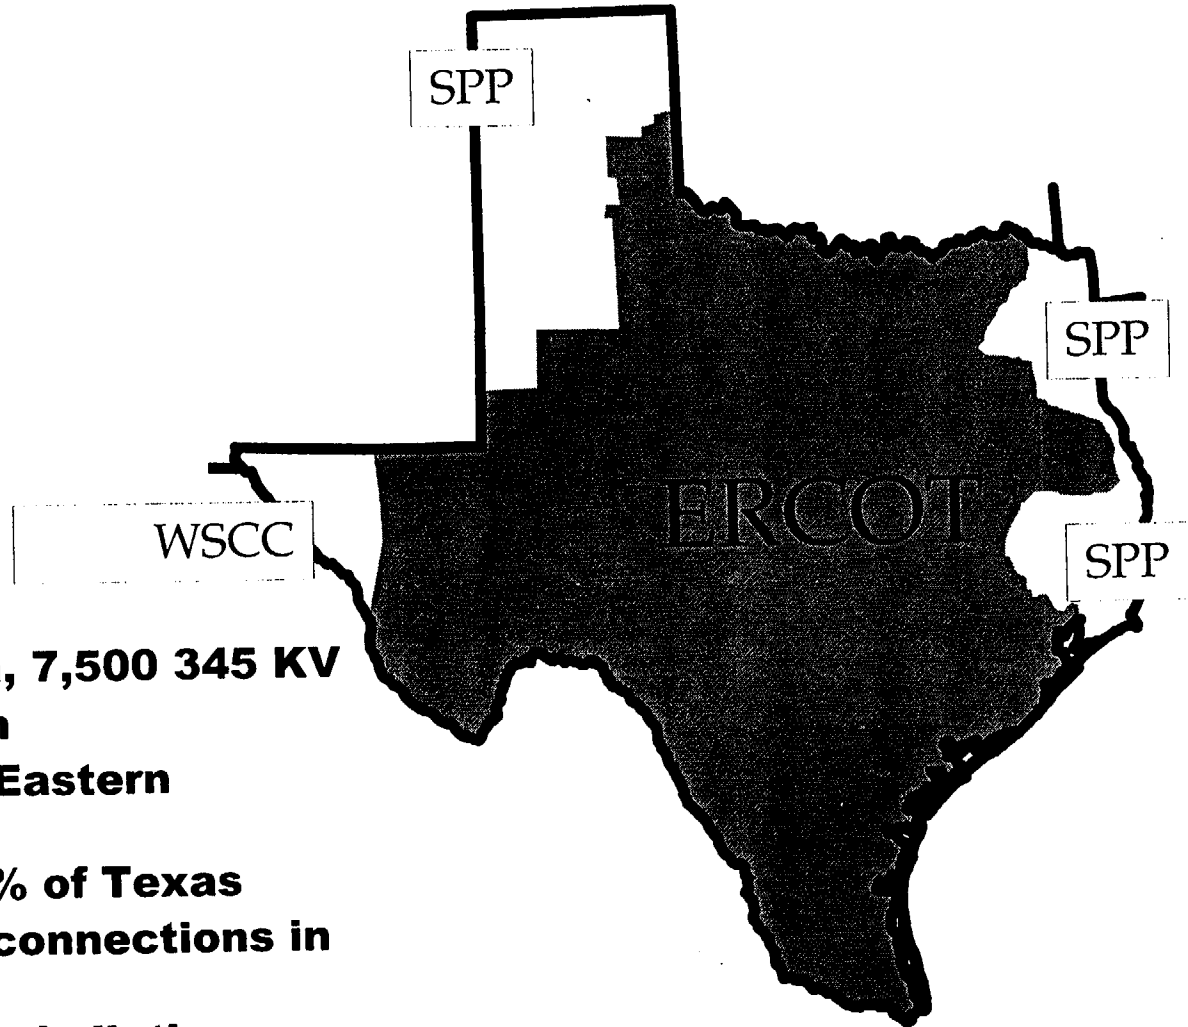 SPP
SPP
ERCOT
WSCC
SPP
, 7,500 345 KV
Eastern
% of Texas
connections in